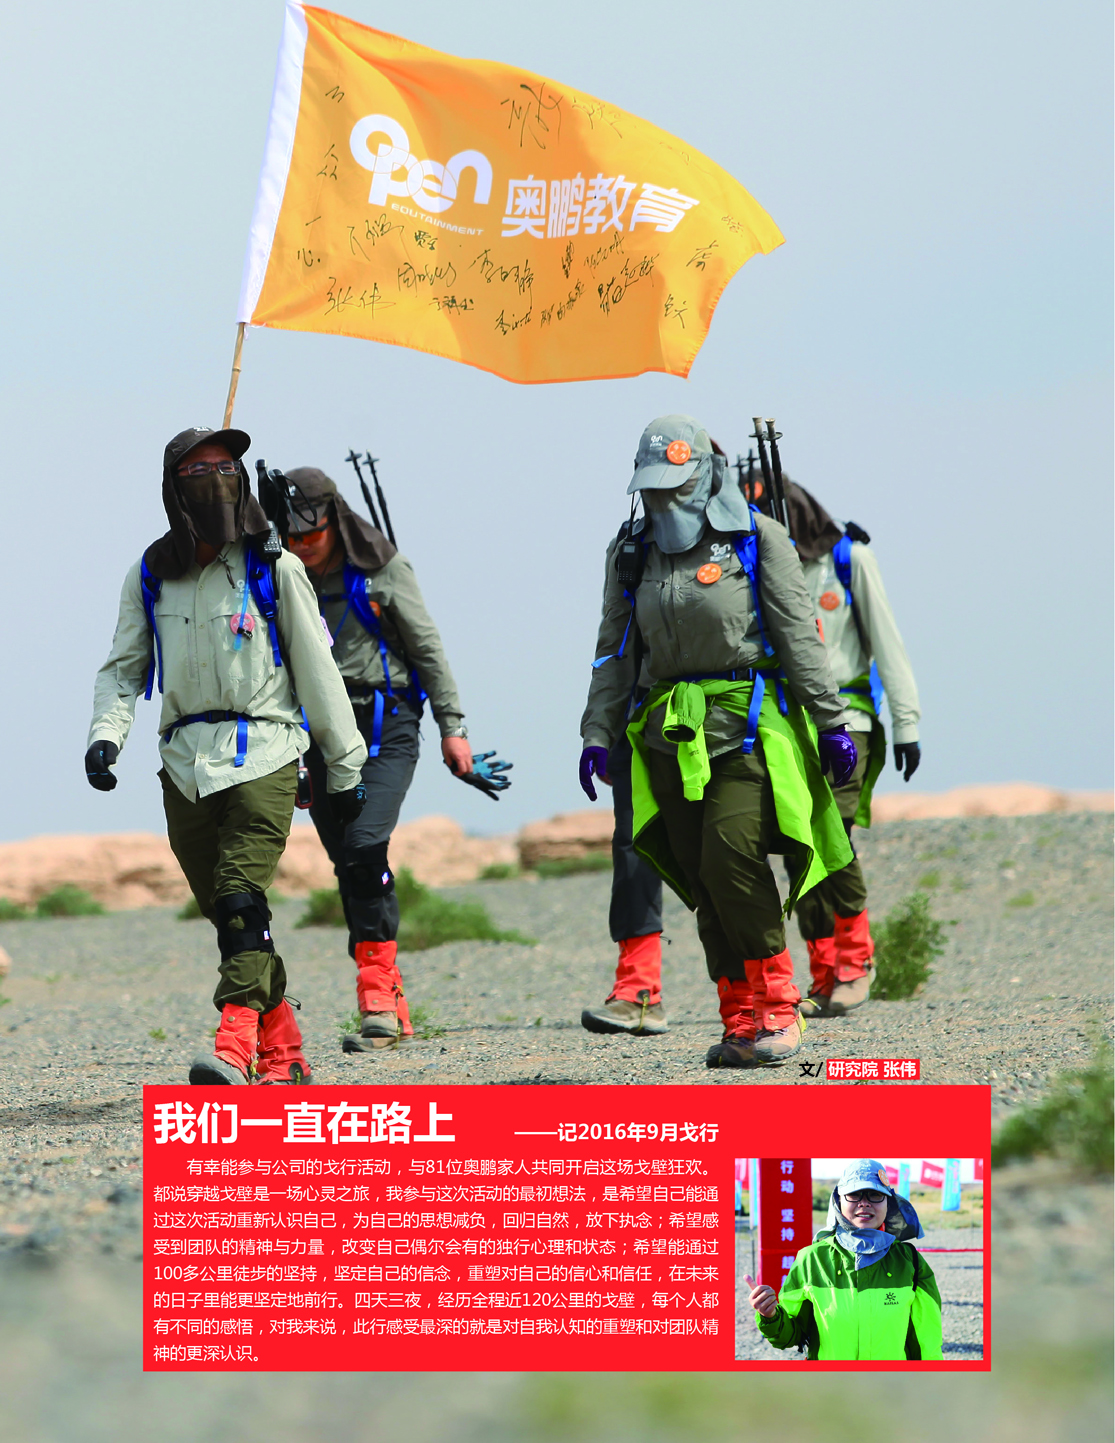 open
EDUTAINMENT
奥鹏教育
张伟
文/ 研究院 张伟
我们一直在路上
——记2016年9月戈行
有幸能参与公司的戈行活动，与81位奥鹏家人共同开启这场戈壁狂欢。
都说穿越戈壁是一场心灵之旅，我参与这次活动的最初想法，是希望自己能通
过这次活动重新认识自己，为自己的思想减负，回归自然，放下执念；希望感
受到团队的精神与力量，改变自己偶尔会有的独行心理和状态；希望能通过
100多公里徒步的坚持，坚定自己的信念，重塑对自己的信心和信任，在未来
的日子里能更坚定地前行。四天三夜，经历全程近120公里的戈壁，每个人都
有不同的感悟，对我来说，此行感受最深的就是对自我认知的重塑和对团队精
神的更深认识。
行动 坚持